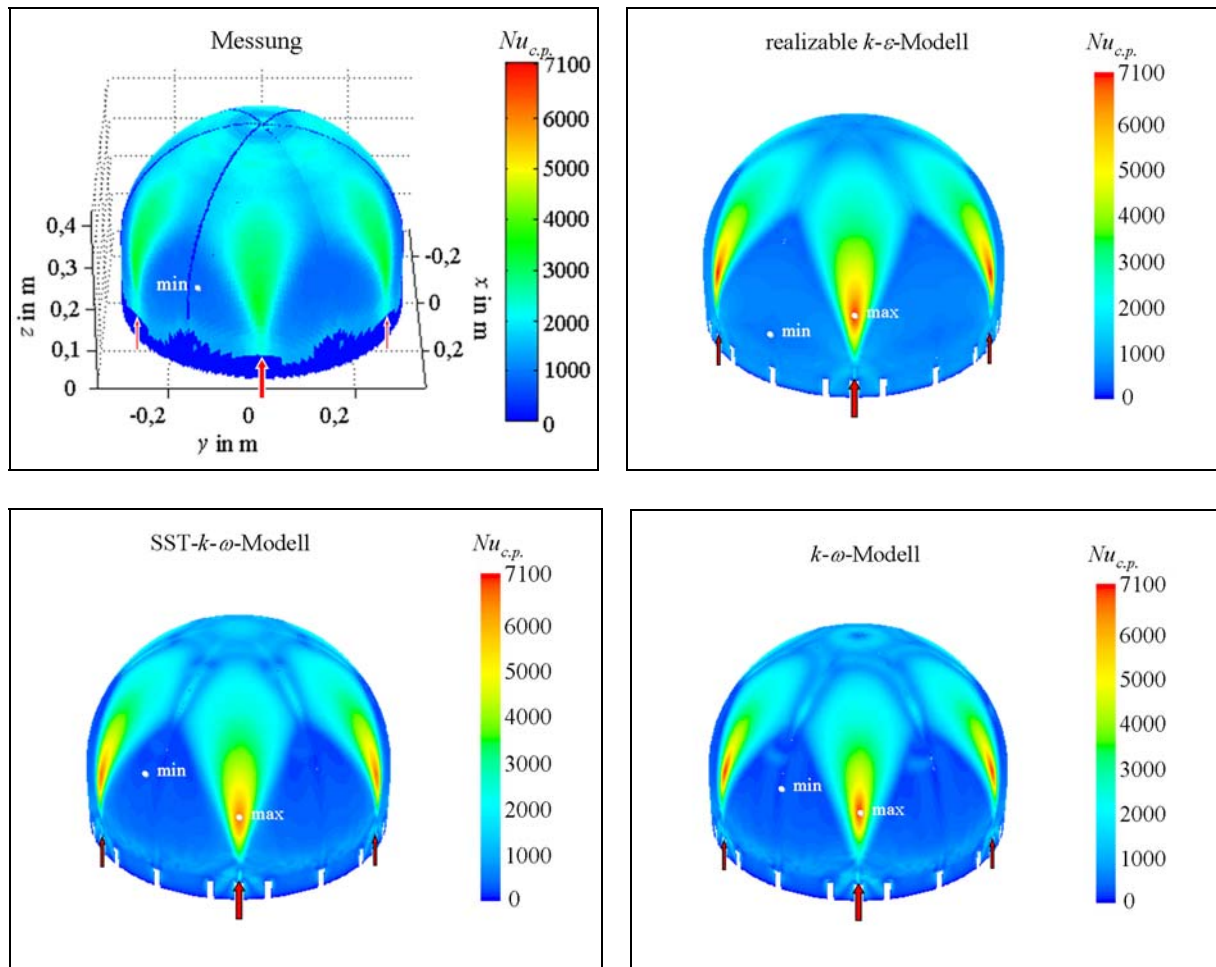 Messung
Nu_c.p.
7100
6000
5000
4000
3000
2000
1000
0
0,4
0,3
0,2
0,1
0
z in m
-0,2
0
0,2
y in m
-0,2
0
0,2
x in m
min
realizable k-ε-Modell
Nu_c.p.
7100
6000
5000
4000
3000
2000
1000
0
max
min
SST-k-ω-Modell
Nu_c.p.
7100
6000
5000
4000
3000
2000
1000
0
min
max
k-ω-Modell
Nu_c.p.
7100
6000
5000
4000
3000
2000
1000
0
min
max